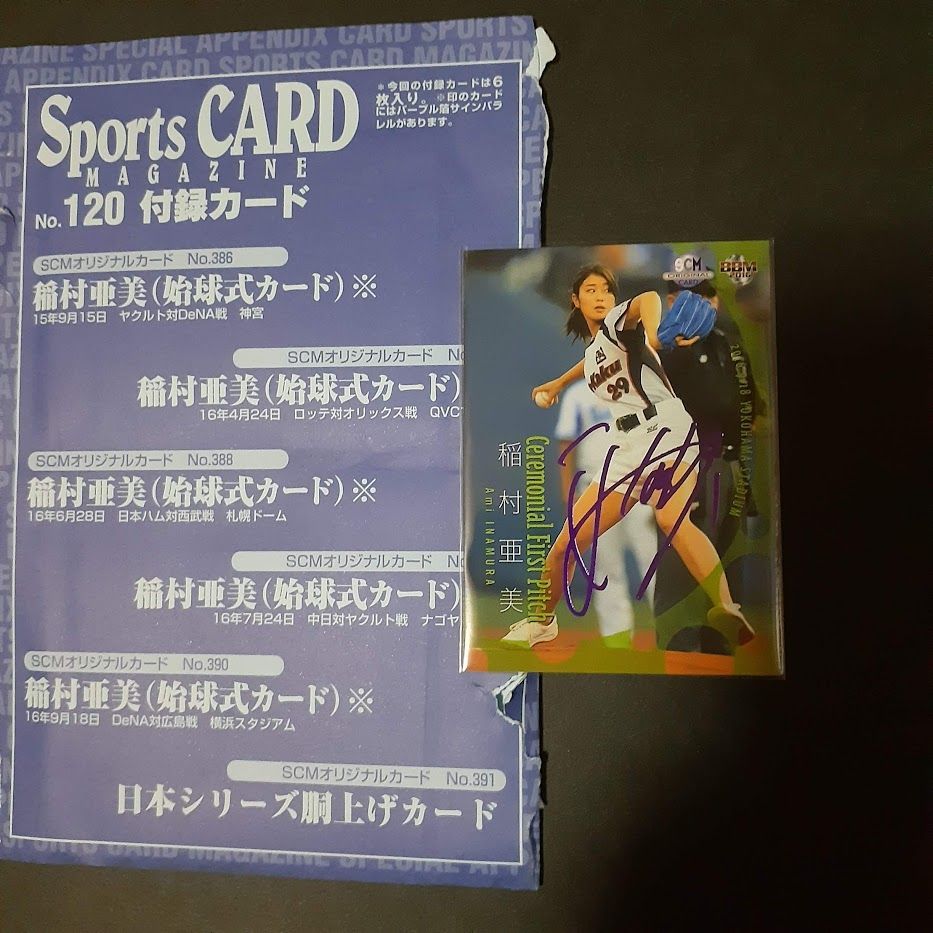 MAGAZINE SPECIAL APPENDIX CARD SPORTS
APPENDIX CARD SPORTS CARD MAGAZINE
Sports CARD
MAGAZINE
No.120 付録カード
＊今回の付録カードは6
枚入り。※印のカード
にはパープル箔サインパラ
レルがあります。
SCMオリジナルカード No.386
稲村亜美(始球式カード)※
15年9月15日 ヤクルト対DeNA戦 神宮
SCMオリジナルカード No
稲村亜美(始球式カード)
16年4月24日 ロッテ対オリックス戦 QVC
SCMオリジナルカード No.388
稲村亜美(始球式カード)※
16年6月28日 日本ハム対西武戦 札幌ドーム
SCMオリジナルカード
稲村亜美(始球式カード)
16年7月24日 中日対ヤクルト戦 ナゴヤ
SCMオリジナルカード No.390
稲村亜美(始球式カード)※
16年9月18日 DeNA対広島戦 横浜スタジアム
SCMオリジナルカード No.391
日本シリーズ胴上げカード
SPORTS CARD MAGAZINE SPECIAL
SCM
ORIGINAL
CARD
BBM
2016
29
YOKOHAMA STADIUM
Ceremonial First Pitch
稲村亜美
Ami INAMURA